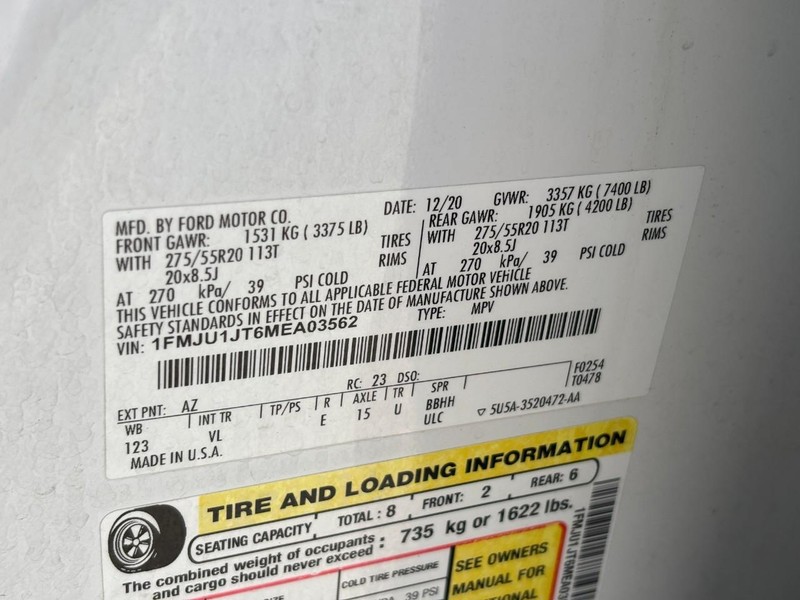 MFD. BY FORD MOTOR CO.
DATE: 12/20 GVWR: 3357 KG ( 7400 LB)
FRONT GAWR: 1531 KG ( 3375 LB)
REAR GAWR: 1905 KG ( 4200 LB)
WITH 275/55R20 113T TIRES
WITH 275/55R20 113T TIRES
20x8.5J RIMS
20x8.5J RIMS
AT 270 kPa/ 39 PSI COLD
AT 270 kPa/ 39 PSI COLD
THIS VEHICLE CONFORMS TO ALL APPLICABLE FEDERAL MOTOR VEHICLE
SAFETY STANDARDS IN EFFECT ON THE DATE OF MANUFACTURE SHOWN ABOVE.
VIN: 1FMJU1JT6MEA03562 TYPE: MPV
F0254
T0478
EXT PNT: AZ RC: 23 DSO:
WB INT TR TP/PS R AXLE TR SPR
123 VL E 15 U BBHH
ULC ▽ 5U5A-3520472-AA
MADE IN U.S.A.
TIRE AND LOADING INFORMATION
SEATING CAPACITY TOTAL : 8 FRONT: 2 REAR: 6
The combined weight of occupants
and cargo should never exceed : 735 kg or 1622 lbs.
COLD TIRE PRESSURE
39 PSI
SEE OWNERS
MANUAL FOR
1FMJU1JT6MEA03